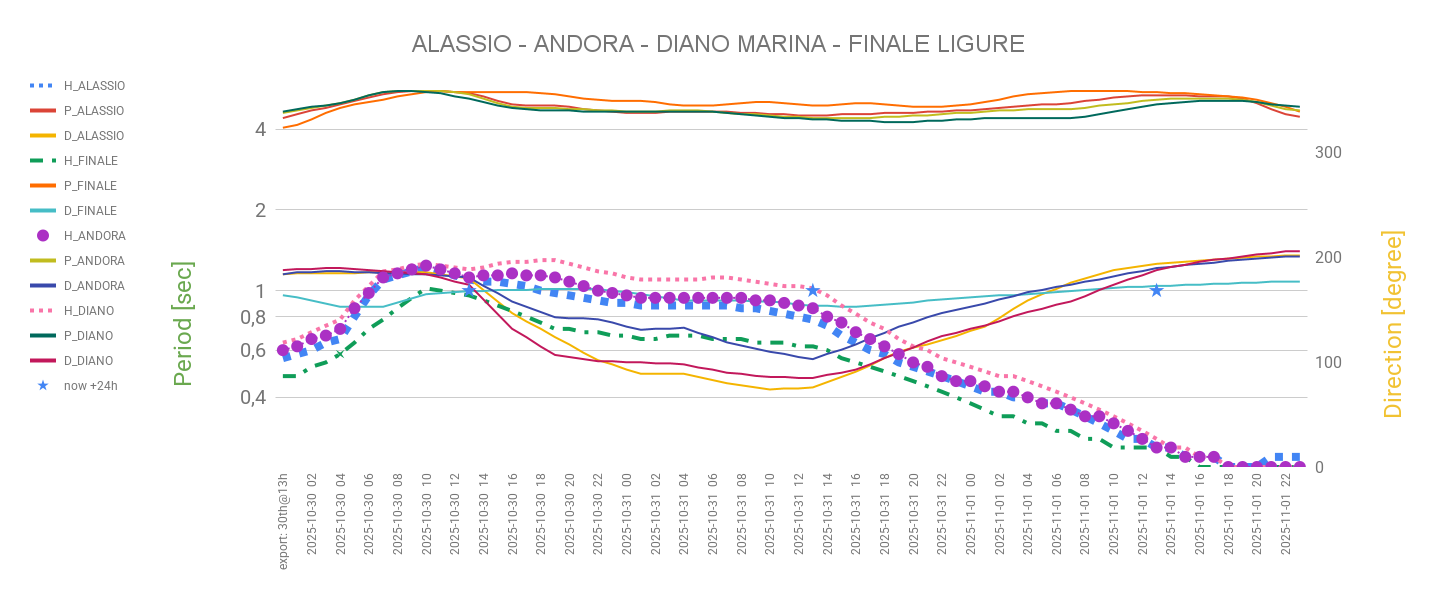 ALASSIO - ANDORA - DIANO MARINA - FINALE LIGURE
H_ALASSIO
P_ALASSIO
D_ALASSIO
H_FINALE
P_FINALE
D_FINALE
H_ANDORA
P_ANDORA
D_ANDORA
H_DIANO
P_DIANO
D_DIANO
now +24h
Period [sec]
4
2
1
0,8
0,6
0,4
300
200
100
0
Direction [degree]
export: 30th@13h
2025-10-30 02
2025-10-30 04
2025-10-30 06
2025-10-30 08
2025-10-30 10
2025-10-30 12
2025-10-30 14
2025-10-30 16
2025-10-30 18
2025-10-30 20
2025-10-30 22
2025-10-31 00
2025-10-31 02
2025-10-31 04
2025-10-31 06
2025-10-31 08
2025-10-31 10
2025-10-31 12
2025-10-31 14
2025-10-31 16
2025-10-31 18
2025-10-31 20
2025-10-31 22
2025-11-01 00
2025-11-01 02
2025-11-01 04
2025-11-01 06
2025-11-01 08
2025-11-01 10
2025-11-01 12
2025-11-01 14
2025-11-01 16
2025-11-01 18
2025-11-01 20
2025-11-01 22